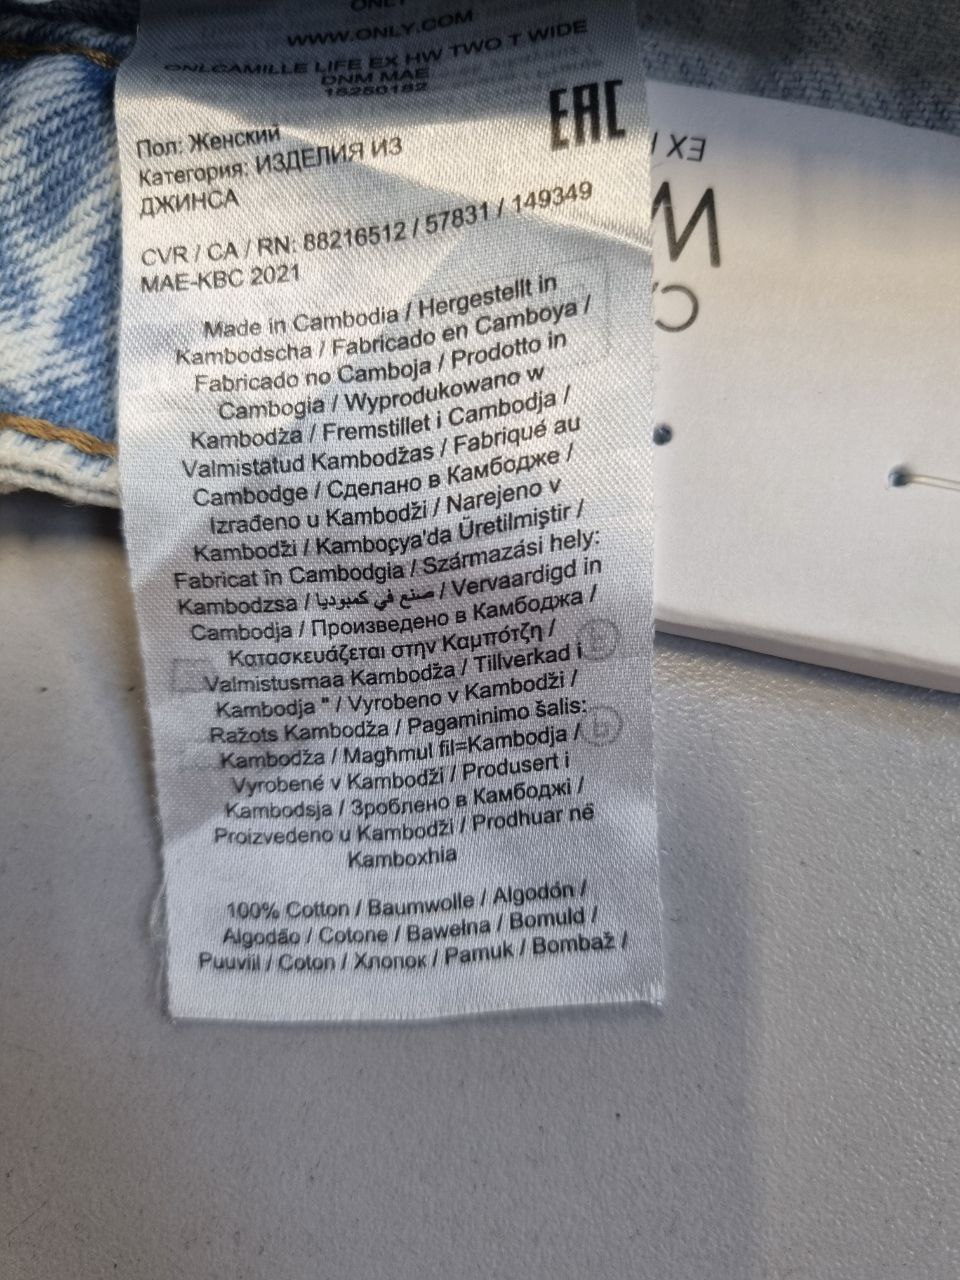 ONLY
WWW.ONLY.COM
ONLCAMILLE LIFE EX HW TWO T WIDE
DNM MAE
15250182
EAC
Пол: Женский
Категория: ИЗДЕЛИЯ ИЗ
ДЖИНСА
CVR / CA / RN: 88216512 / 57831 / 149349
MAE-KBC 2021
Made in Cambodia / Hergestellt in
Kambodscha / Fabricado en Camboya /
Fabricado no Camboja / Prodotto in
Cambogia / Wyprodukowano w
Kambodża / Fremstillet i Cambodja /
Valmistatud Kambodžas / Fabriqué au
Cambodge / Сделано в Камбодже /
Izrađeno u Kambodži / Narejeno v
Kambodži / Kamboçya'da Üretilmiştir /
Fabricat în Cambodgia / Származási hely:
Kambodzsa / صنع في كمبوديا / Vervaardigd in
Cambodja / Произведено в Камбоджа /
Κατασκευάζεται στην Καμπότζη /
Valmistusmaa Kambodža / Tillverkad i
Kambodja " / Vyrobeno v Kambodži /
Ražots Kambodža / Pagaminimo šalis:
Kambodža / Magħmul fil=Kambodja /
Vyrobené v Kambodži / Produsert i
Kambodsja / Зроблено в Камбоджі /
Proizvedeno u Kambodži / Prodhuar në
Kamboxhia
100% Cotton / Baumwolle / Algodón /
Algodão / Cotone / Bawełna / Bomuld /
Puuvill / Coton / Хлопок / Pamuk / Bombaž /
EX